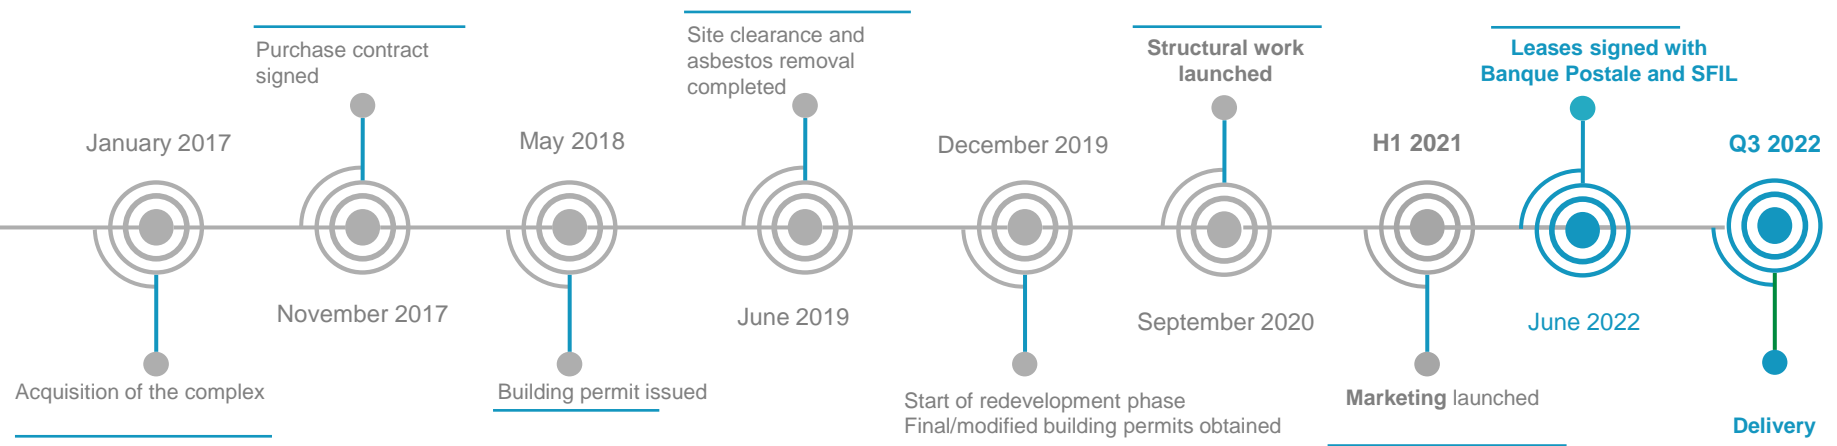 January 2017
Acquisition of the complex
Purchase contract
signed
November 2017
May 2018
Building permit issued
Site clearance and
asbestos removal
completed
June 2019
December 2019
Start of redevelopment phase
Final/modified building permits obtained
Structural work
launched
September 2020
H1 2021
Marketing launched
Leases signed with
Banque Postale and SFIL
June 2022
Q3 2022
Delivery